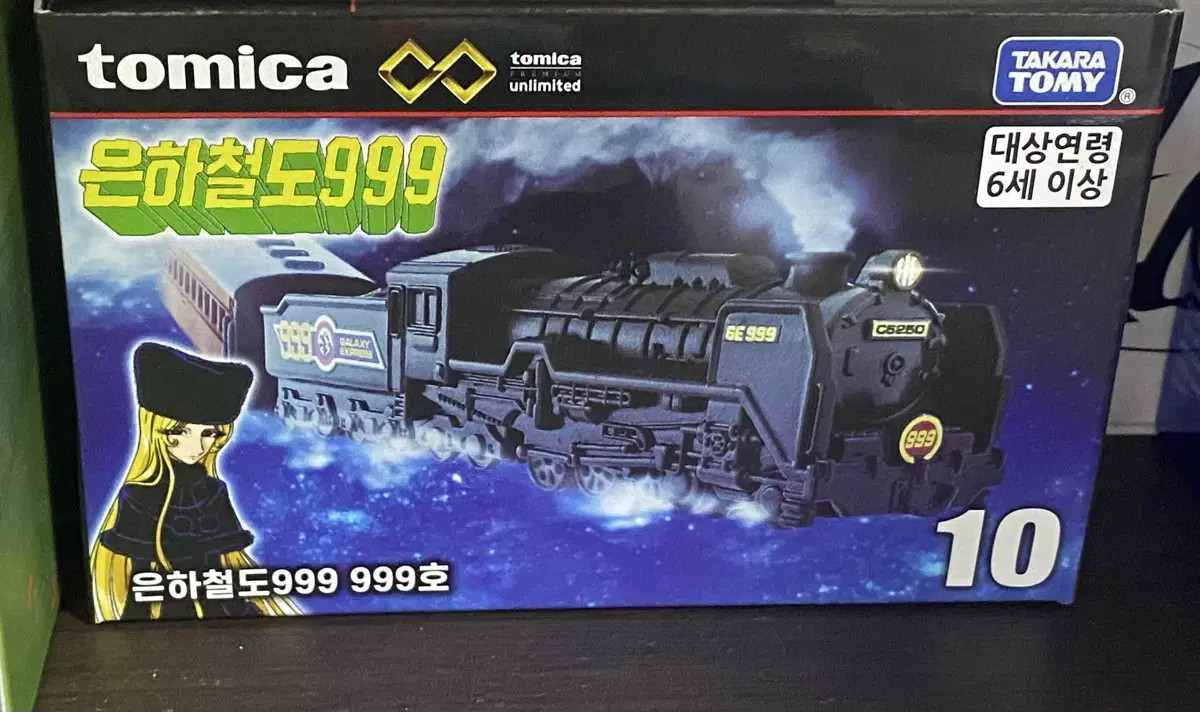 tomica
tomica
PREMIUM
unlimited
TAKARA
TOMY
®
은하철도999
대상연령
6세 이상
999
GALAXY
EXPRESS
GE 999
C6250
999
10
은하철도999 999호